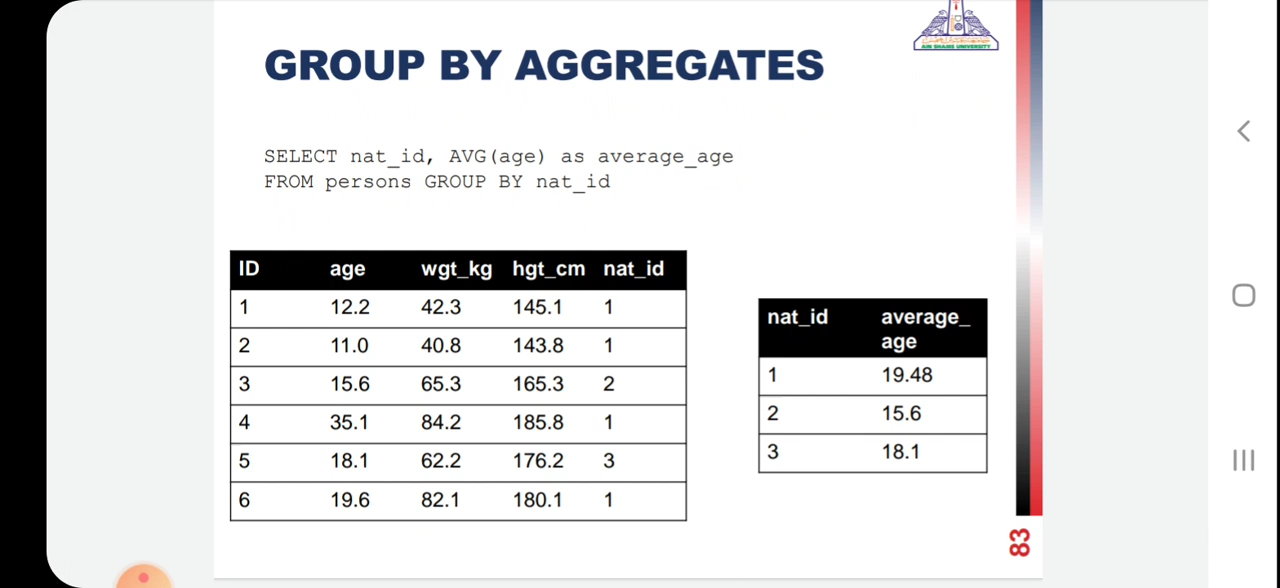 AIN SHAMS UNIVERSITY
GROUP BY AGGREGATES
SELECT nat_id, AVG(age) as average_age
FROM persons GROUP BY nat_id
ID age wgt_kg hgt_cm nat_id
1 12.2 42.3 145.1 1
2 11.0 40.8 143.8 1
3 15.6 65.3 165.3 2
4 35.1 84.2 185.8 1
5 18.1 62.2 176.2 3
6 19.6 82.1 180.1 1
nat_id average_
age
1 19.48
2 15.6
3 18.1
83